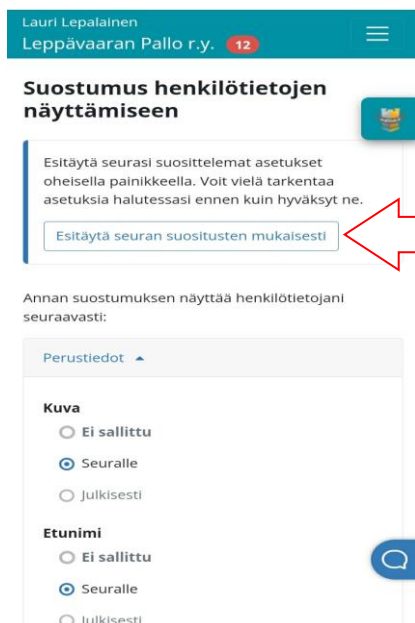 Lauri Lepalainen
Leppävaaran Pallo r.y. 12
Suostumus henkilötietojen
näyttämiseen
Esitäytä seurasi suosittelemat asetukset
oheisella painikkeella. Voit vielä tarkentaa
asetuksia halutessasi ennen kuin hyväksyt ne.
Esitäytä seuran suositusten mukaisesti
Annan suostumuksen näyttää henkilötietojani
seuraavasti:
Perustiedot
Kuva
Ei sallittu
Seuralle
Julkisesti
Etunimi
Ei sallittu
Seuralle
Julkisesti